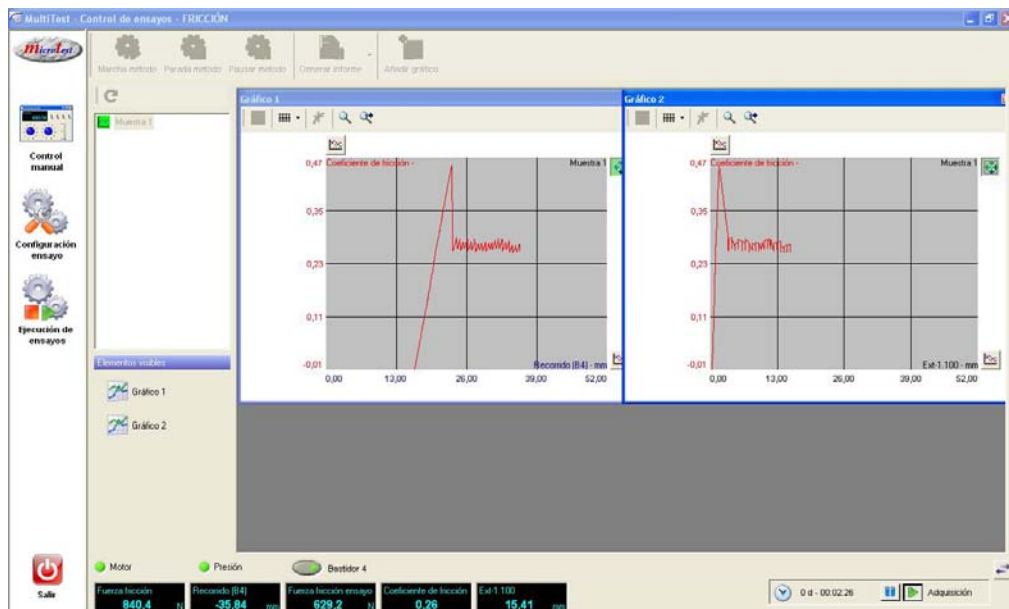 MultiTest - Control de ensayos - FRICCIÓN
MicroTest
Marcha método Parada método Pausar método Generar informe Añadir gráfico
Muestra 1
Control manual
Configuración ensayo
Ejecución de ensayos
Salir
Elementos visibles
Gráfico 1
Gráfico 2
Gráfico 1
0,47 Coeficiente de fricción - Muestra 1
0,35
0,23
0,11
-0,01 Recorrido (B4) - mm
0,00 13,00 26,00 39,00 52,00
Gráfico 2
0,47 Coeficiente de fricción - Muestra 1
0,35
0,23
0,11
-0,01 Ext-1.100 - mm
0,00 13,00 26,00 39,00 52,00
Motor Presión Bastidor 4
Fuerza fricción Recorrido (B4) Fuerza fricción ensayo Coeficiente de fricción Ext-1.100
840,4 N -35,84 mm 629,2 N 0,26 15,41 mm
0 d - 00:02:26 Adquisición